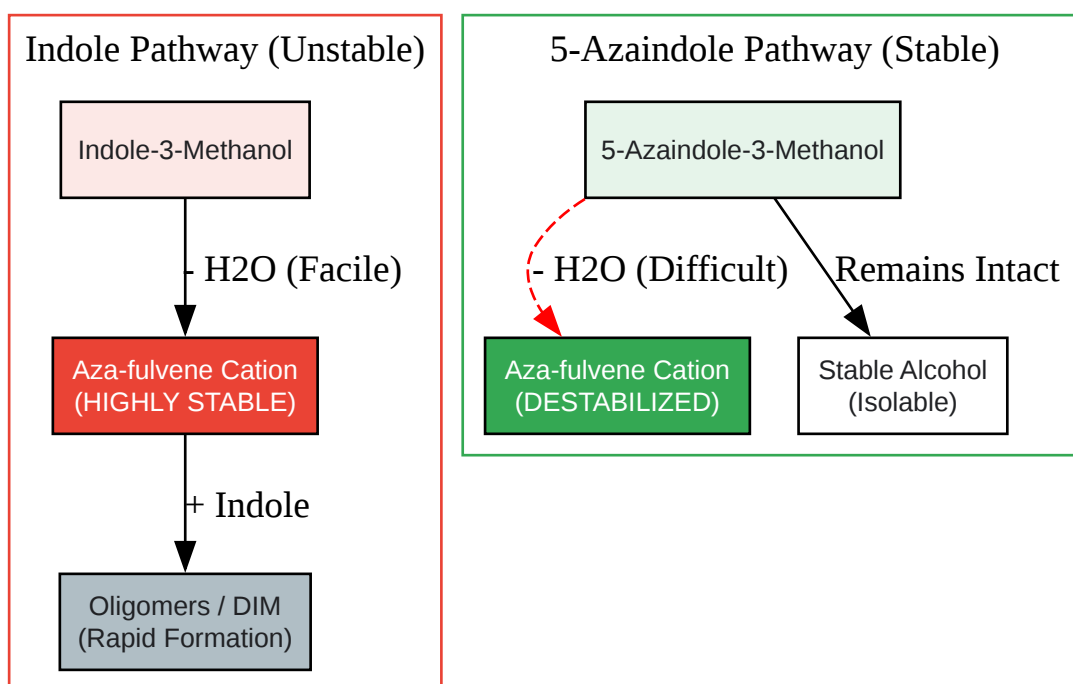 Indole Pathway (Unstable)
Indole-3-Methanol
- H2O (Facile)
Aza-fulvene Cation
(HIGHLY STABLE)
+ Indole
Oligomers / DIM
(Rapid Formation)
5-Azaindole Pathway (Stable)
5-Azaindole-3-Methanol
- H2O (Difficult)
Remains Intact
Aza-fulvene Cation
(DESTABILIZED)
Stable Alcohol
(Isolable)